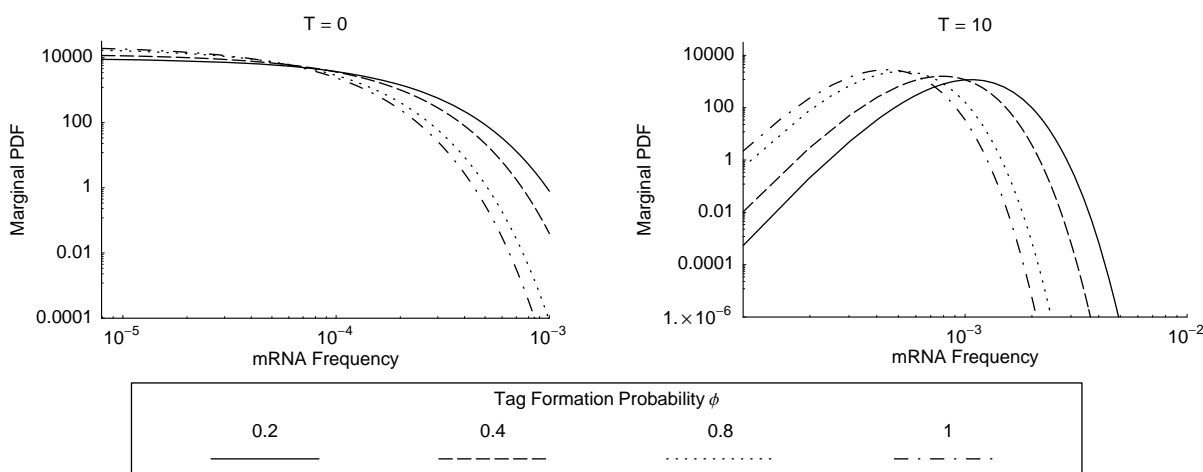 T = 0
Marginal PDF
10000
100
1
0.01
0.0001
10⁻⁵
10⁻⁴
10⁻³
mRNA Frequency
T = 10
Marginal PDF
10000
100
1
0.01
0.0001
1.×10⁻⁶
10⁻³
10⁻²
mRNA Frequency
Tag Formation Probability ϕ
0.2 0.4 0.8 1